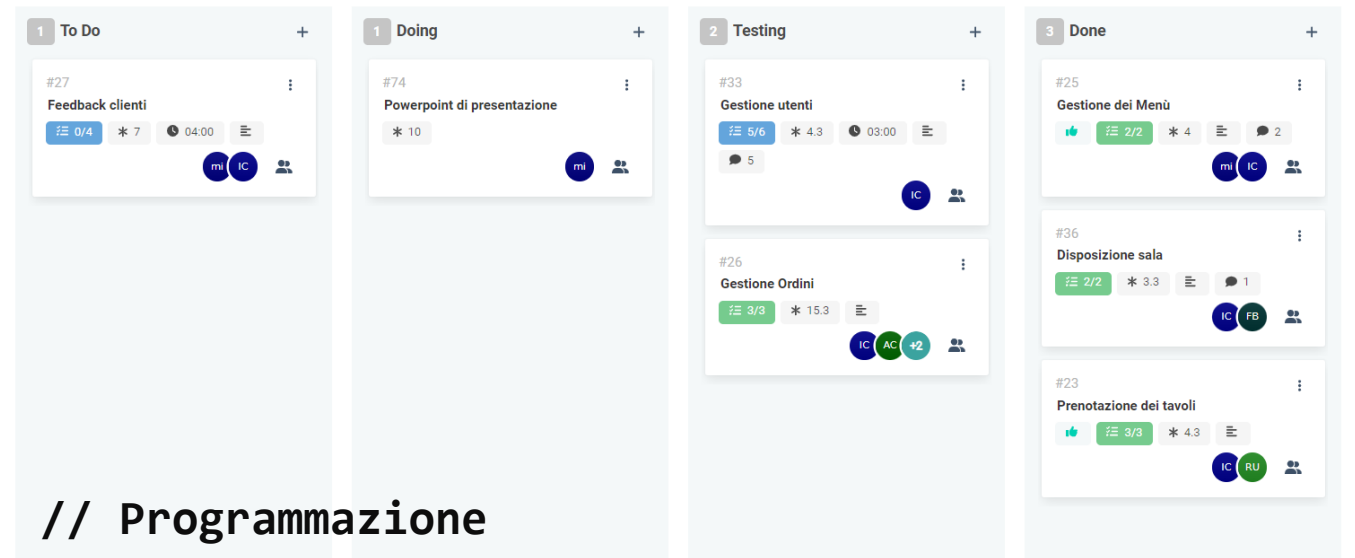 1 To Do +
#27
Feedback clienti
0/4 7 04:00
mi IC
1 Doing +
#74
Powerpoint di presentazione
10
mi
2 Testing +
#33
Gestione utenti
5/6 4.3 03:00
5
IC
#26
Gestione Ordini
3/3 15.3
IC AC +2
3 Done +
#25
Gestione dei Menù
2/2 4 2
mi IC
#36
Disposizione sala
2/2 3.3 1
IC FB
#23
Prenotazione dei tavoli
3/3 4.3
IC RU
// Programmazione